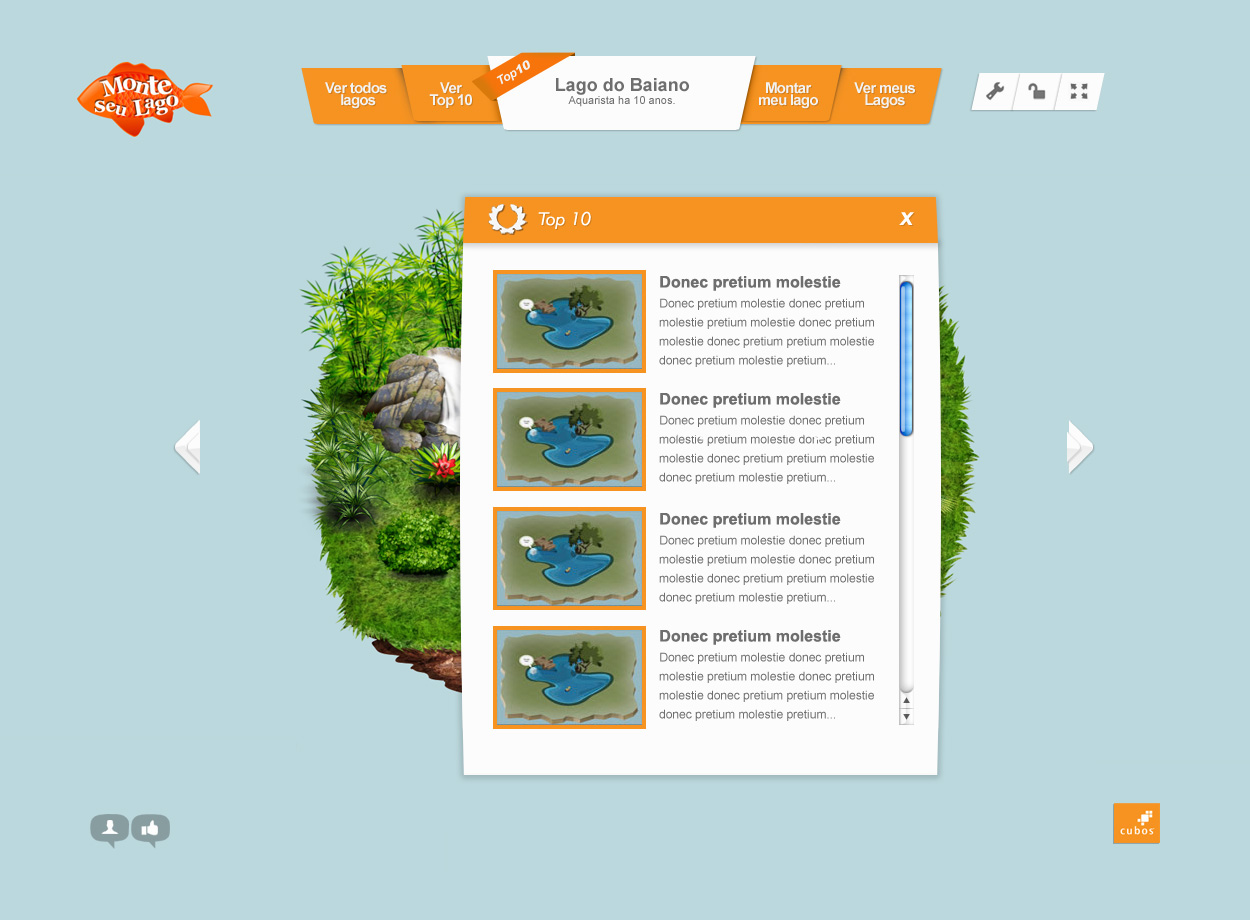 Monte
seu Lago
Ver todos
lagos
Ver
Top 10
Top10
Lago do Baiano
Aquarista ha 10 anos.
Montar
meu lago
Ver meus
Lagos
Top 10
X
Donec pretium molestie
Donec pretium molestie donec pretium
molestie pretium molestie donec pretium
molestie donec pretium pretium molestie
donec pretium molestie pretium...
Donec pretium molestie
Donec pretium molestie donec pretium
molestie pretium molestie donec pretium
molestie donec pretium pretium molestie
donec pretium molestie pretium...
Donec pretium molestie
Donec pretium molestie donec pretium
molestie pretium molestie donec pretium
molestie donec pretium pretium molestie
donec pretium molestie pretium...
Donec pretium molestie
Donec pretium molestie donec pretium
molestie pretium molestie donec pretium
molestie donec pretium pretium molestie
donec pretium molestie pretium...
cubos